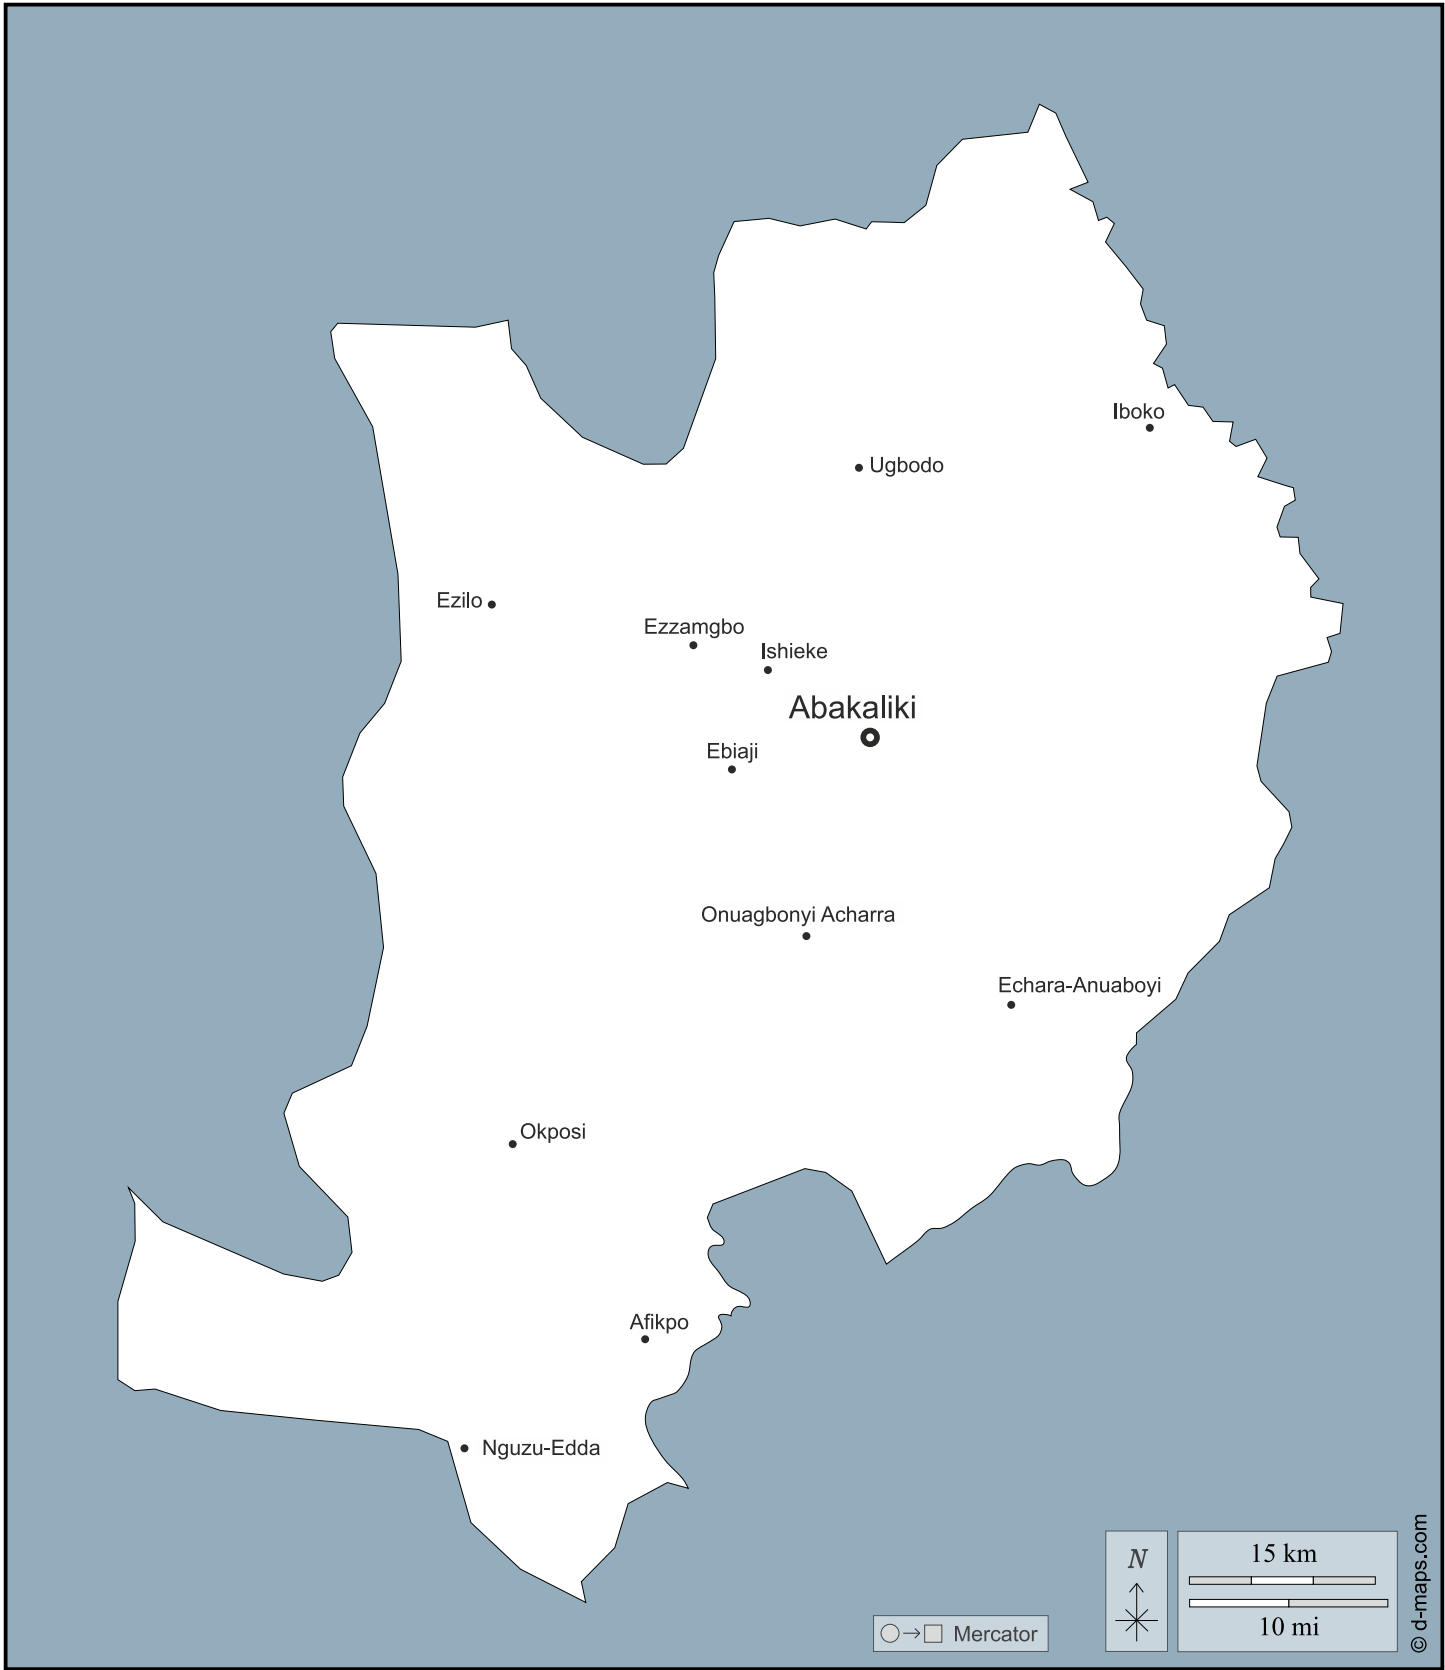 Iboko
Ugbodo
Ezilo
Ezzamgbo
Ishieke
Abakaliki
Ebiaji
Onuagbonyi Acharra
Echara-Anuaboyi
Okposi
Afikpo
Nguzu-Edda
N
15 km
10 mi
Mercator
© d-maps.com